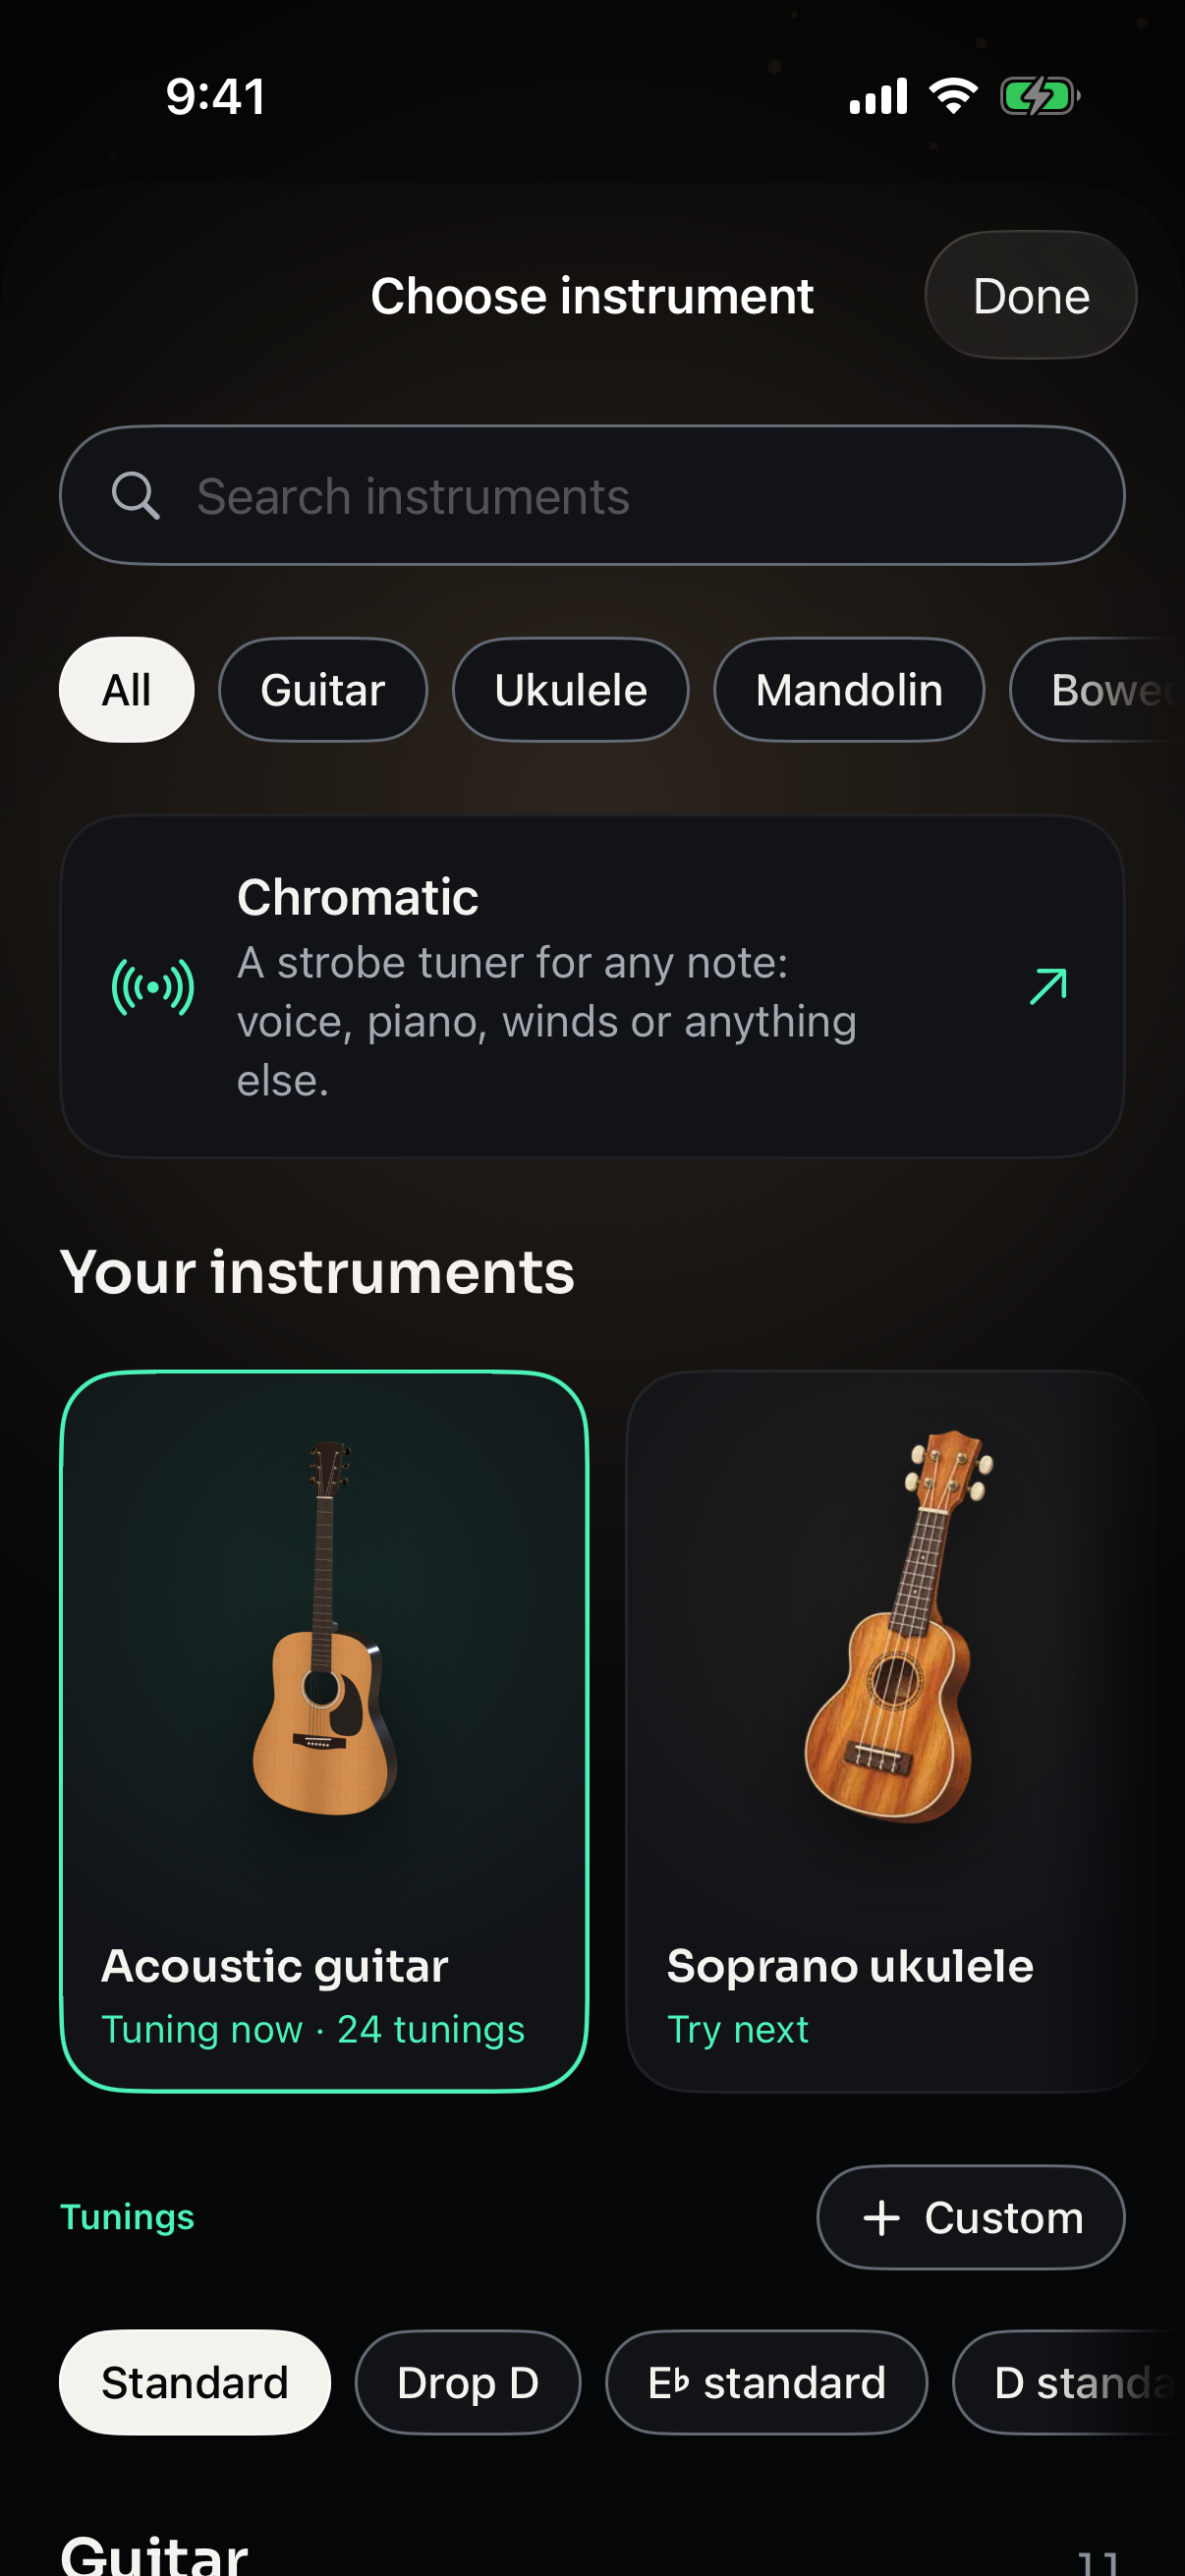 9:41
Choose instrument
Done
Search instruments
All
Guitar
Ukulele
Mandolin
Chromatic
A strobe tuner for any note:
voice, piano, winds or anything
else.
Your instruments
Acoustic guitar
Tuning now · 24 tunings
Soprano ukulele
Try next
Tunings
+ Custom
Standard
Drop D
E♭ standard
D
Guitar
11